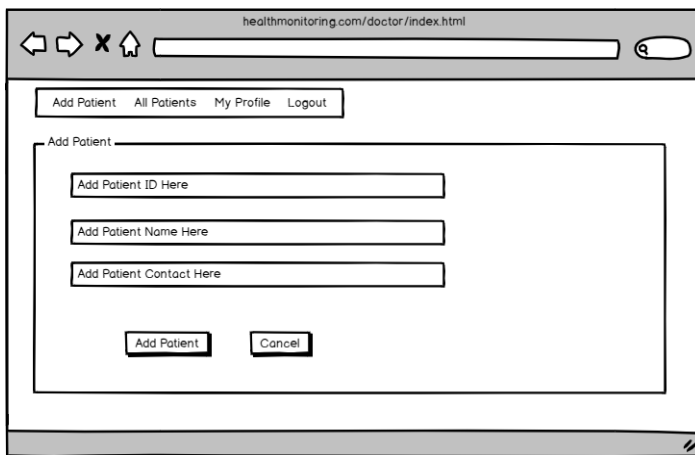 healthmonitoring.com/doctor/index.html
Add Patient All Patients My Profile Logout
Add Patient
Add Patient ID Here
Add Patient Name Here
Add Patient Contact Here
Add Patient Cancel